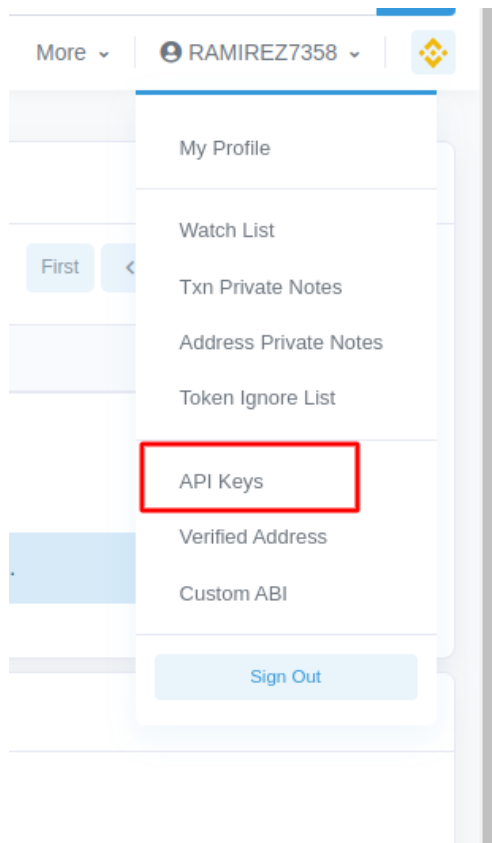 More RAMIREZ7358
My Profile
Watch List
First
Txn Private Notes
Address Private Notes
Token Ignore List
API Keys
Verified Address
.
Custom ABI
Sign Out